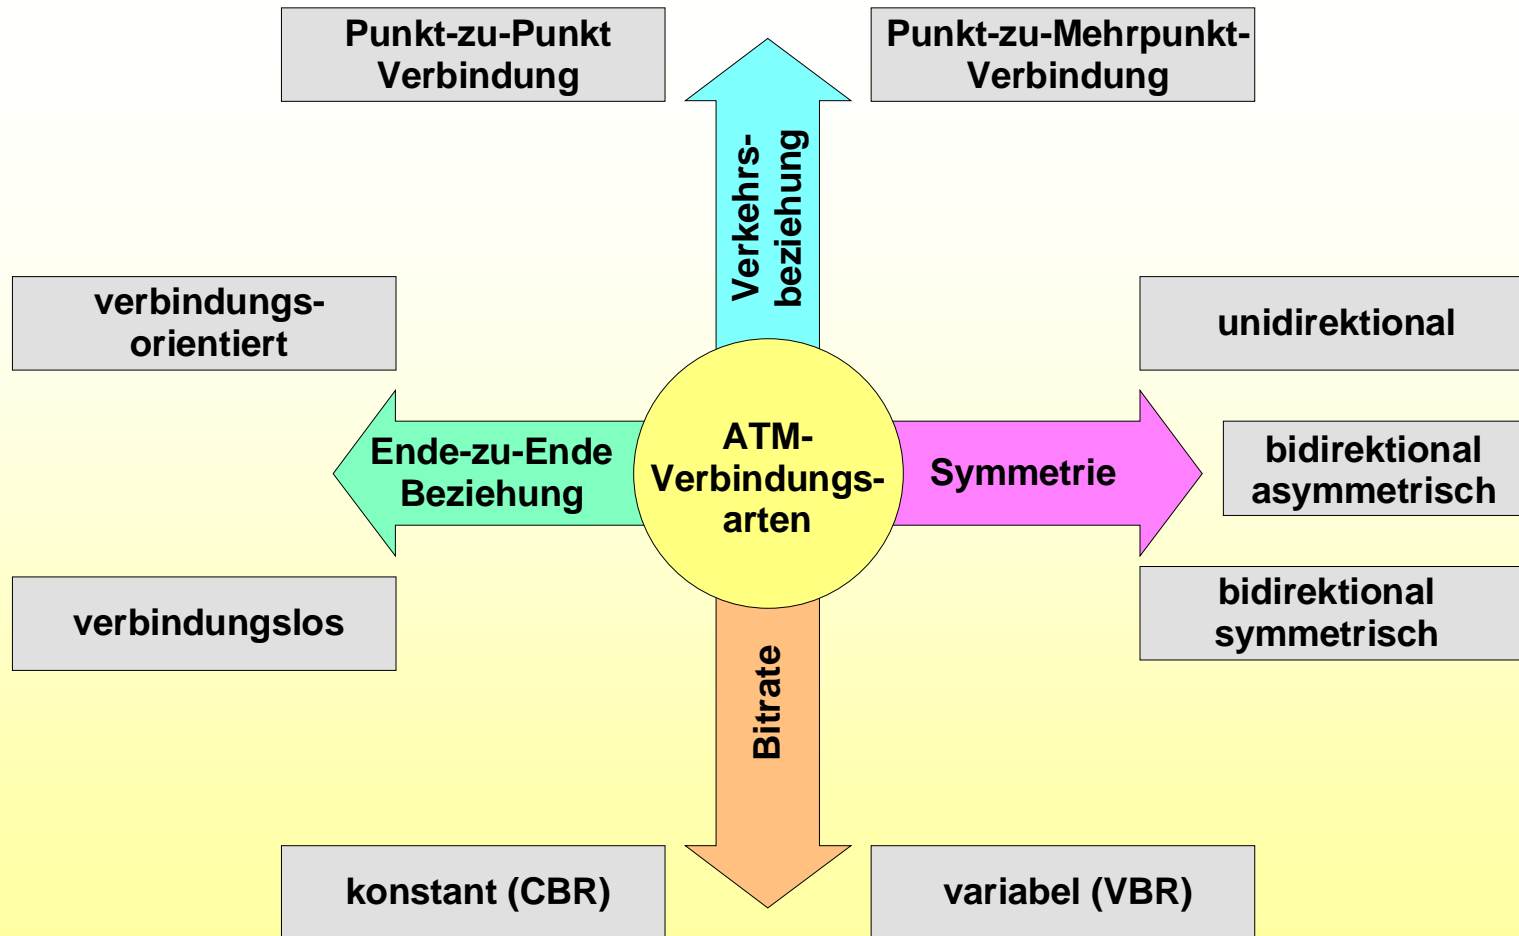 Punkt-zu-Punkt
Verbindung
Punkt-zu-Mehrpunkt-
Verbindung
Verkehrs-
beziehung
verbindungs-
orientiert
unidirektional
Ende-zu-Ende
Beziehung
ATM-
Verbindungs-
arten
Symmetrie
bidirektional
asymmetrisch
verbindungslos
bidirektional
symmetrisch
Bitrate
konstant (CBR)
variabel (VBR)